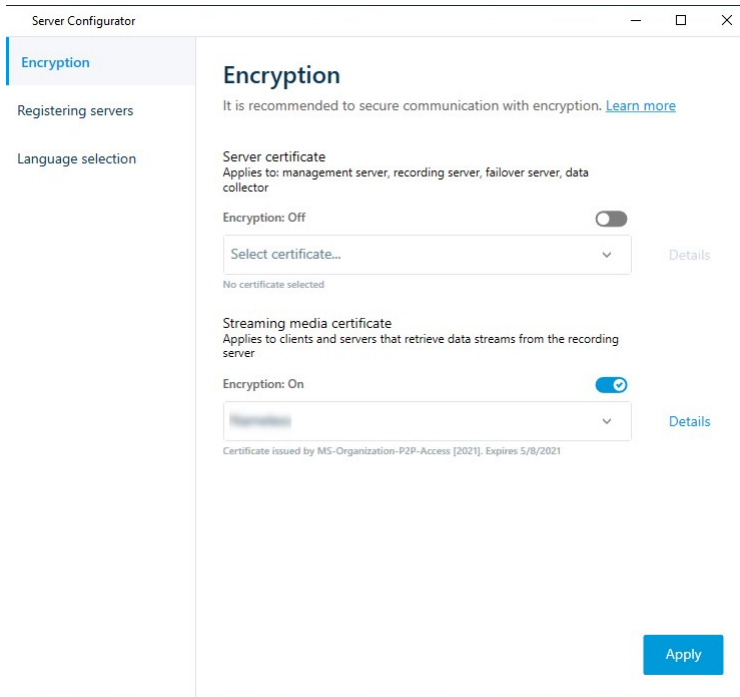 Server Configurator
Encryption
Registering servers
Language selection
Encryption
It is recommended to secure communication with encryption. Learn more
Server certificate
Applies to: management server, recording server, failover server, data
collector
Encryption: Off
Select certificate...
Details
No certificate selected
Streaming media certificate
Applies to clients and servers that retrieve data streams from the recording
server
Encryption: On
Details
Certificate issued by MS-Organization-P2P-Access [2021]. Expires 5/8/2021
Apply